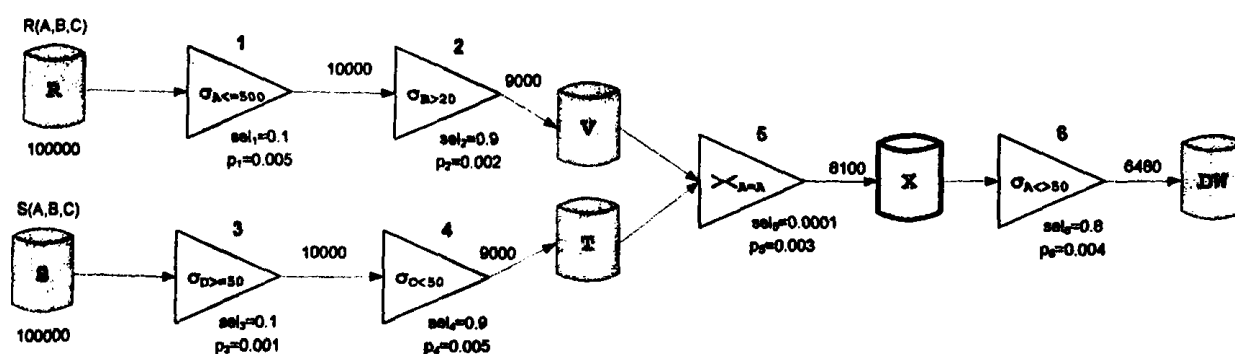 R(A,B,C)
R
100000
1
σA<=500
sel1=0.1
p1=0.005
10000
2
σB>20
sel2=0.9
p2=0.002
9000
V
S(A,B,C)
S
100000
3
σD>=50
sel3=0.1
p3=0.001
10000
4
σC<50
sel4=0.9
p4=0.005
9000
T
5
⋈A=A
sel5=0.0001
p5=0.003
8100
X
6
σA<>50
sel6=0.8
p6=0.004
6480
DW